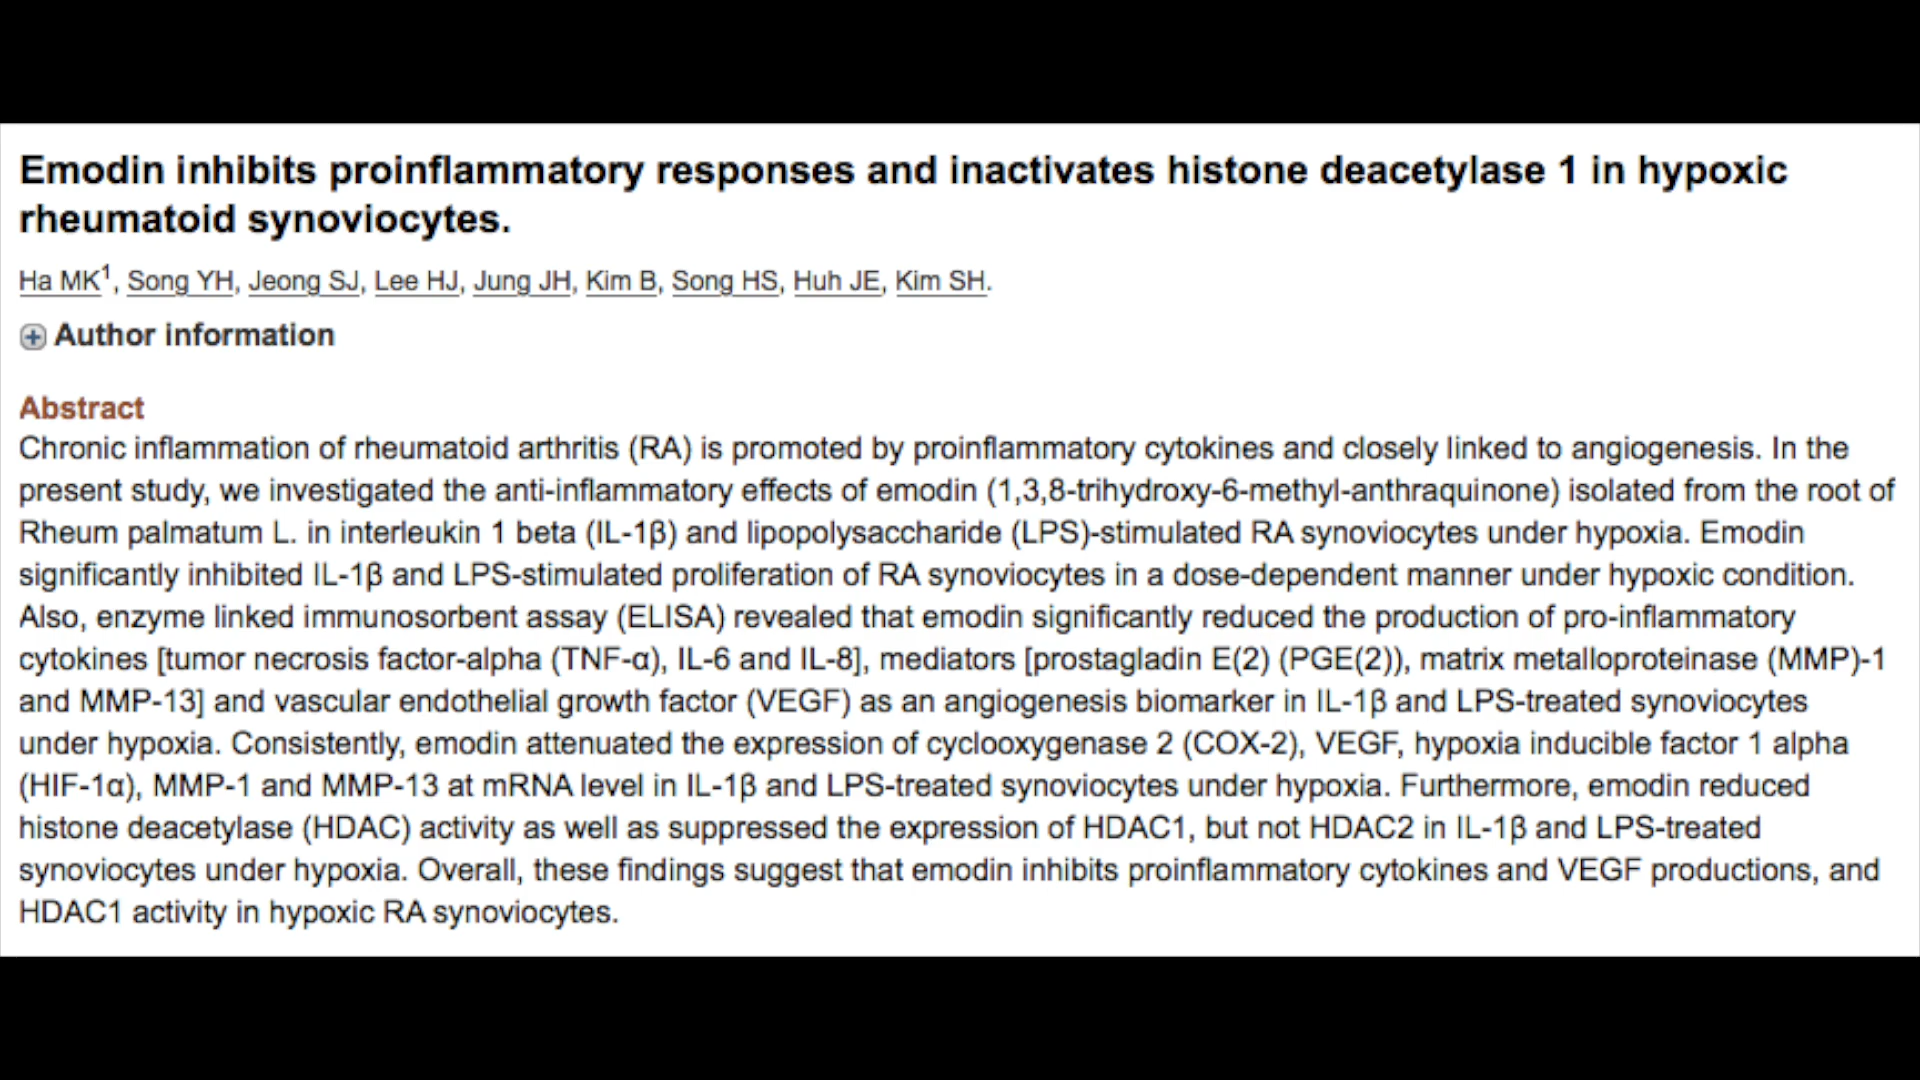 Emodin inhibits proinflammatory responses and inactivates histone deacetylase 1 in hypoxic
rheumatoid synoviocytes.
Ha MK1, Song YH, Jeong SJ, Lee HJ, Jung JH, Kim B, Song HS, Huh JE, Kim SH.
Author information
Abstract
Chronic inflammation of rheumatoid arthritis (RA) is promoted by proinflammatory cytokines and closely linked to angiogenesis. In the
present study, we investigated the anti-inflammatory effects of emodin (1,3,8-trihydroxy-6-methyl-anthraquinone) isolated from the root of
Rheum palmatum L. in interleukin 1 beta (IL-1β) and lipopolysaccharide (LPS)-stimulated RA synoviocytes under hypoxia. Emodin
significantly inhibited IL-1β and LPS-stimulated proliferation of RA synoviocytes in a dose-dependent manner under hypoxic condition.
Also, enzyme linked immunosorbent assay (ELISA) revealed that emodin significantly reduced the production of pro-inflammatory
cytokines [tumor necrosis factor-alpha (TNF-α), IL-6 and IL-8], mediators [prostagladin E(2) (PGE(2)), matrix metalloproteinase (MMP)-1
and MMP-13] and vascular endothelial growth factor (VEGF) as an angiogenesis biomarker in IL-1β and LPS-treated synoviocytes
under hypoxia. Consistently, emodin attenuated the expression of cyclooxygenase 2 (COX-2), VEGF, hypoxia inducible factor 1 alpha
(HIF-1α), MMP-1 and MMP-13 at mRNA level in IL-1β and LPS-treated synoviocytes under hypoxia. Furthermore, emodin reduced
histone deacetylase (HDAC) activity as well as suppressed the expression of HDAC1, but not HDAC2 in IL-1β and LPS-treated
synoviocytes under hypoxia. Overall, these findings suggest that emodin inhibits proinflammatory cytokines and VEGF productions, and
HDAC1 activity in hypoxic RA synoviocytes.